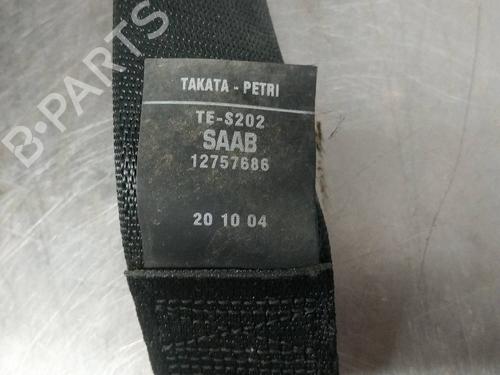 TAKATA - PETRI
TE-S202
SAAB
12757686
20 10 04
B-PARTS